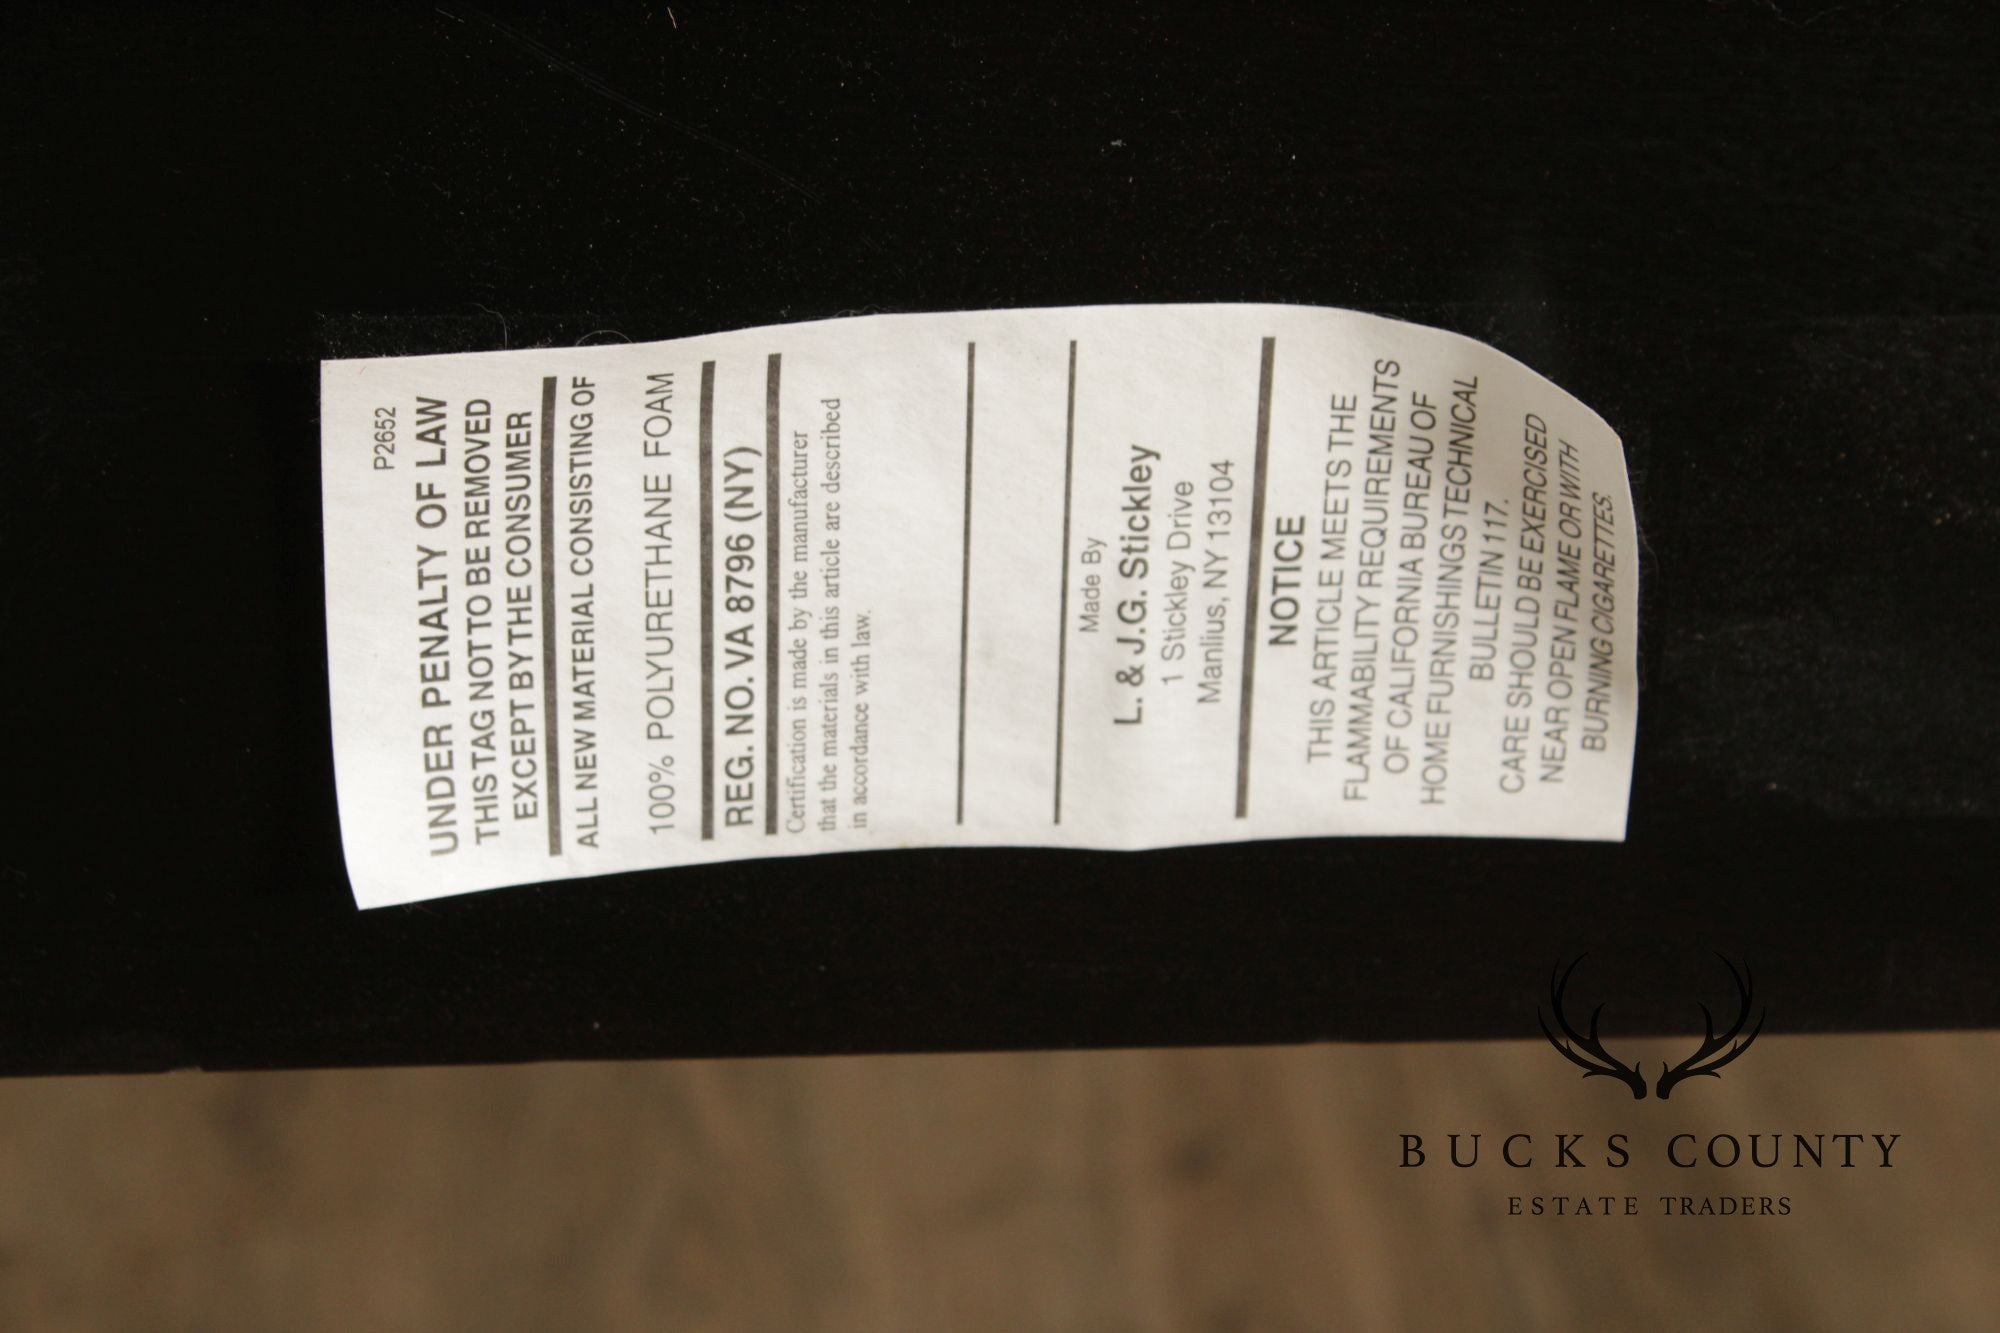 P2652
UNDER PENALTY OF LAW
THIS TAG NOT TO BE REMOVED
EXCEPT BY THE CONSUMER
ALL NEW MATERIAL CONSISTING OF
100% POLYURETHANE FOAM
REG. NO. VA 8796 (NY)
Certification is made by the manufacturer
that the materials in this article are described
in accordance with law.
Made By
L. & J.G. Stickley
1 Stickley Drive
Manlius, NY 13104
NOTICE
THIS ARTICLE MEETS THE
FLAMMABILITY REQUIREMENTS
OF CALIFORNIA BUREAU OF
HOME FURNISHINGS TECHNICAL
BULLETIN 117.
CARE SHOULD BE EXERCISED
NEAR OPEN FLAME OR WITH
BURNING CIGARETTES.
BUCKS COUNTY
ESTATE TRADERS